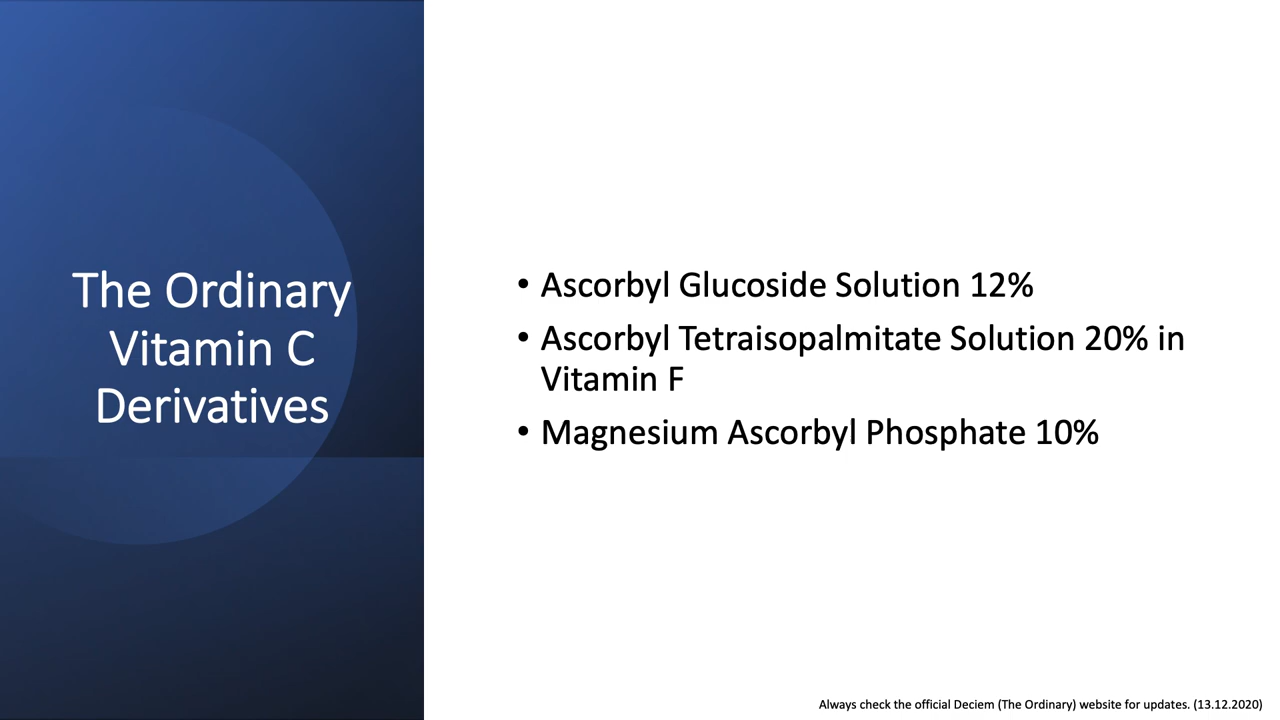 The Ordinary
Vitamin C
Derivatives
• Ascorbyl Glucoside Solution 12%
• Ascorbyl Tetraisopalmitate Solution 20% in
Vitamin F
• Magnesium Ascorbyl Phosphate 10%
Always check the official Deciem (The Ordinary) website for updates. (13.12.2020)